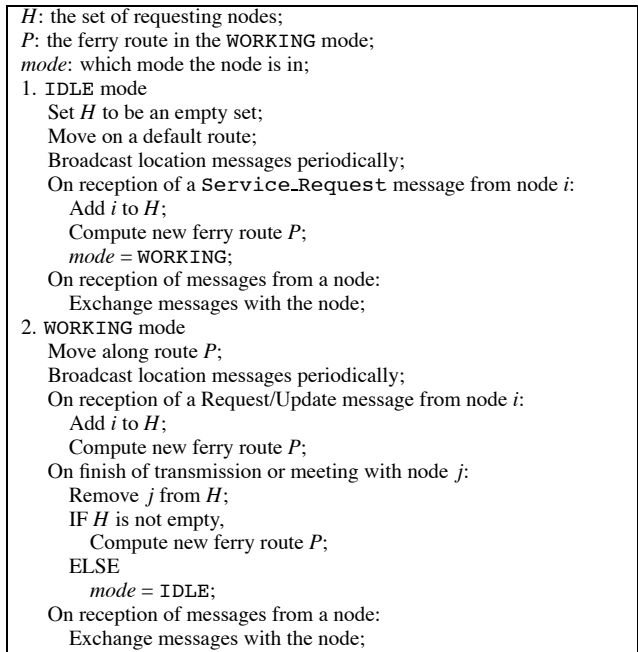 H: the set of requesting nodes;
P: the ferry route in the WORKING mode;
mode: which mode the node is in;
1. IDLE mode
Set H to be an empty set;
Move on a default route;
Broadcast location messages periodically;
On reception of a Service_Request message from node i:
Add i to H;
Compute new ferry route P;
mode = WORKING;
On reception of messages from a node:
Exchange messages with the node;
2. WORKING mode
Move along route P;
Broadcast location messages periodically;
On reception of a Request/Update message from node i:
Add i to H;
Compute new ferry route P;
On finish of transmission or meeting with node j:
Remove j from H;
IF H is not empty,
Compute new ferry route P;
ELSE
mode = IDLE;
On reception of messages from a node:
Exchange messages with the node;